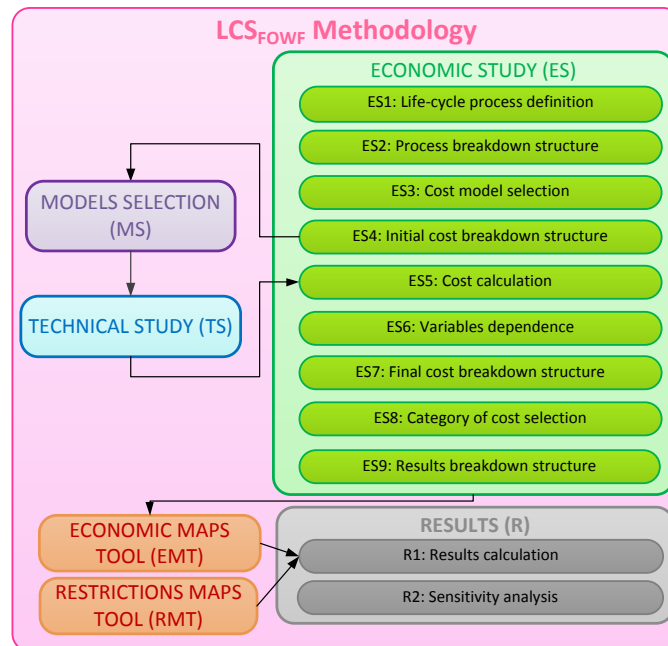 LCSFOWF Methodology
ECONOMIC STUDY (ES)
ES1: Life-cycle process definition
ES2: Process breakdown structure
ES3: Cost model selection
ES4: Initial cost breakdown structure
ES5: Cost calculation
ES6: Variables dependence
ES7: Final cost breakdown structure
ES8: Category of cost selection
ES9: Results breakdown structure
MODELS SELECTION
(MS)
TECHNICAL STUDY (TS)
ECONOMIC MAPS
TOOL (EMT)
RESTRICTIONS MAPS
TOOL (RMT)
RESULTS (R)
R1: Results calculation
R2: Sensitivity analysis